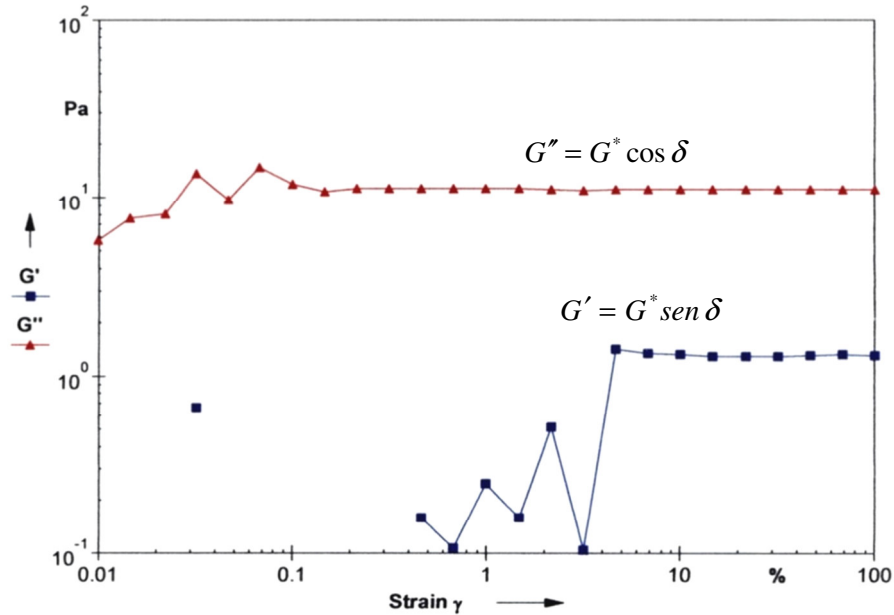 10²
Pa
G″ = G* cos δ
10¹
G'
G''
G′ = G* sen δ
10⁰
10⁻¹
0.01 0.1 1 10 % 100
Strain γ